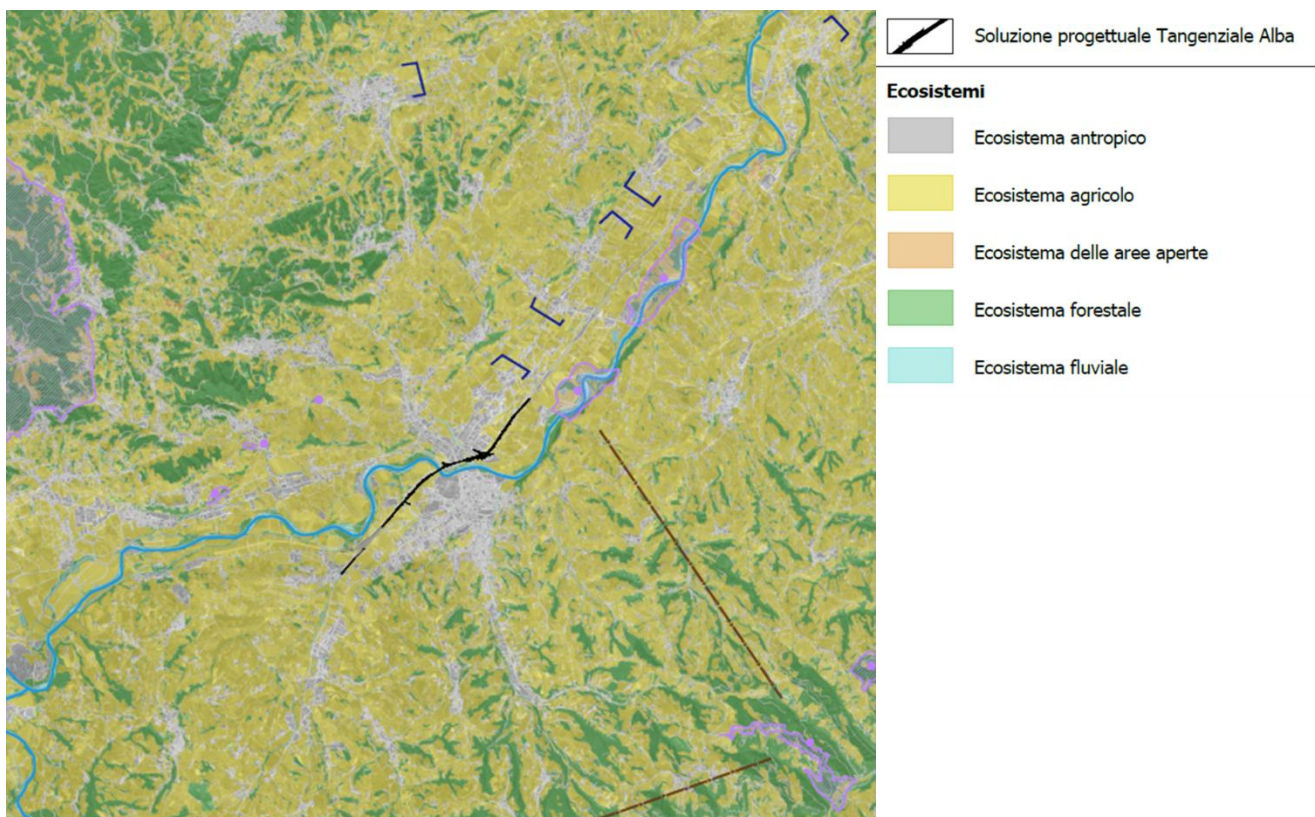 Soluzione progettuale Tangenziale Alba
Ecosistemi
Ecosistema antropico
Ecosistema agricolo
Ecosistema delle aree aperte
Ecosistema forestale
Ecosistema fluviale